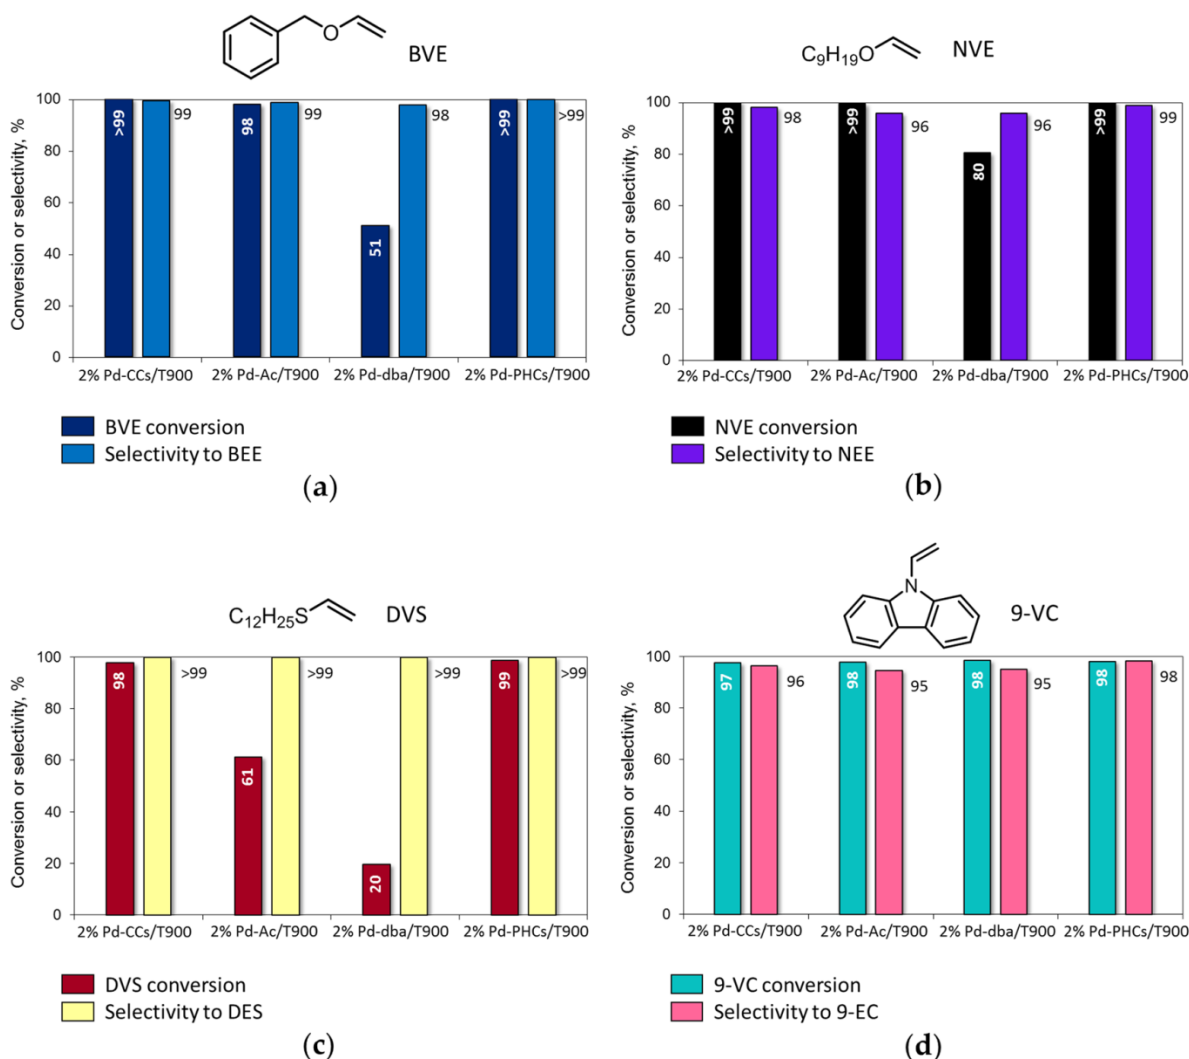 O
BVE
Conversion or selectivity, %
100
80
60
40
20
0
>99
99
98
99
51
98
>99
>99
2% Pd-CCs/T900
2% Pd-Ac/T900
2% Pd-dba/T900
2% Pd-PHCs/T900
BVE conversion
Selectivity to BEE
(a)
C9H19O
NVE
Conversion or selectivity, %
100
80
60
40
20
0
>99
98
>99
96
80
96
>99
99
2% Pd-CCs/T900
2% Pd-Ac/T900
2% Pd-dba/T900
2% Pd-PHCs/T900
NVE conversion
Selectivity to NEE
(b)
C12H25S
DVS
Conversion or selectivity, %
100
80
60
40
20
0
98
>99
61
>99
20
>99
99
>99
2% Pd-CCs/T900
2% Pd-Ac/T900
2% Pd-dba/T900
2% Pd-PHCs/T900
DVS conversion
Selectivity to DES
(c)
N
9-VC
Conversion or selectivity, %
100
80
60
40
20
0
97
96
98
95
98
95
98
98
2% Pd-CCs/T900
2% Pd-Ac/T900
2% Pd-dba/T900
2% Pd-PHCs/T900
9-VC conversion
Selectivity to 9-EC
(d)